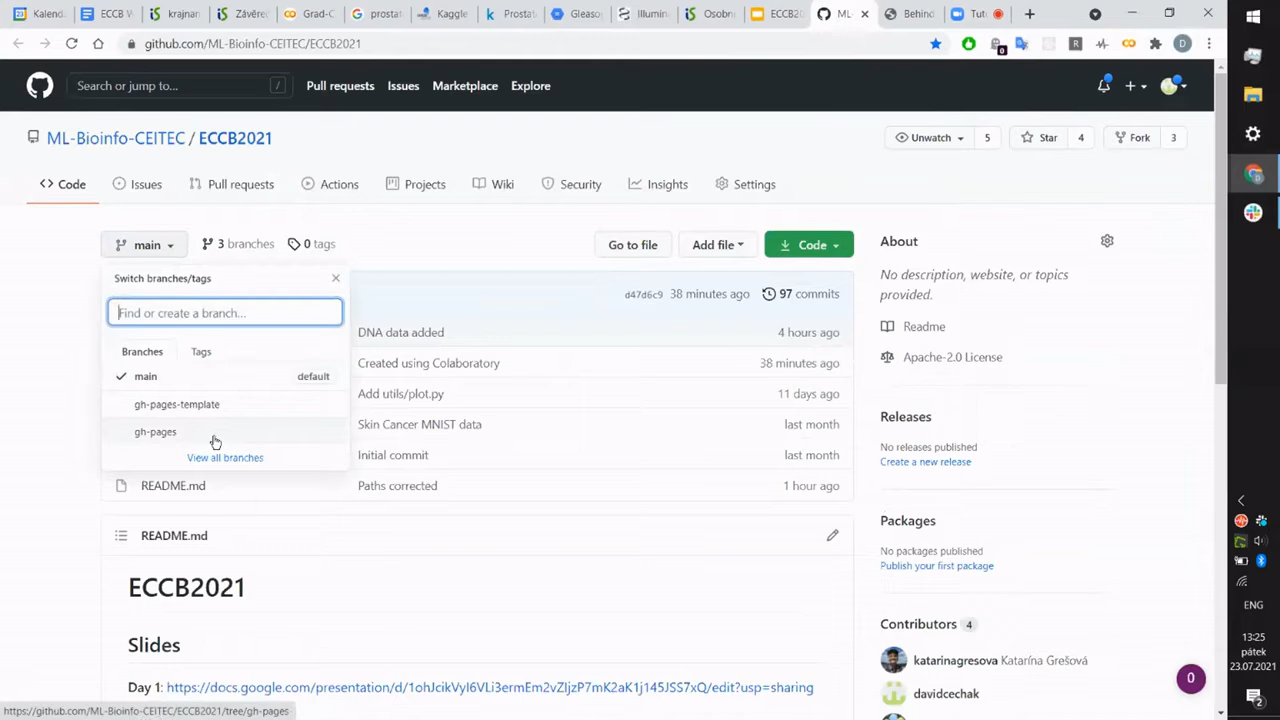 Kalend
ECCB W
krajnar
Závěre
Grad-C
prostat
Kaggle
Prosta
Gleaso
Illumin
Osobn
ECCB2
ML-
Behind
Tuto
github.com/ML-Bioinfo-CEITEC/ECCB2021
R
0
D
Search or jump to...
/
Pull requests
Issues
Marketplace
Explore
ML-Bioinfo-CEITEC / ECCB2021
Unwatch
5
Star
4
Fork
3
Code
Issues
Pull requests
Actions
Projects
Wiki
Security
Insights
Settings
main
3 branches
0 tags
Go to file
Add file
Code
Switch branches/tags
Find or create a branch...
Branches
Tags
main
default
gh-pages-template
gh-pages
View all branches
d47d6c9
38 minutes ago
97 commits
DNA data added
4 hours ago
Created using Colaboratory
38 minutes ago
Add utils/plot.py
11 days ago
Skin Cancer MNIST data
last month
Initial commit
last month
README.md
Paths corrected
1 hour ago
README.md
ECCB2021
Slides
Day 1: https://docs.google.com/presentation/d/1ohJcikVyI6VLi3ermEm2vZIjzP7mK2aK1j145JSS7xQ/edit?usp=sharing
About
No description, website, or topics
provided.
Readme
Apache-2.0 License
Releases
No releases published
Create a new release
Packages
No packages published
Publish your first package
Contributors 4
katarinagresova Katarína Grešová
davidcechak
0
https://github.com/ML-Bioinfo-CEITEC/ECCB2021/tree/gh-pages
ENG
13:25
pátek
23.07.2021
2